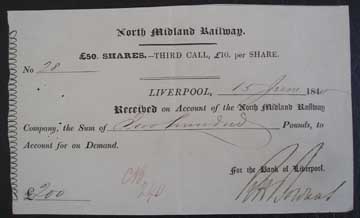 North Midland Railway.
£50. SHARES.—THIRD CALL, £10. per SHARE.
No 28
LIVERPOOL, 15 June 184
Received on Account of the North Midland Railway
Company, the Sum of Two hundred Pounds, to
Account for on Demand.
For the Bank of Liverpool.
£200